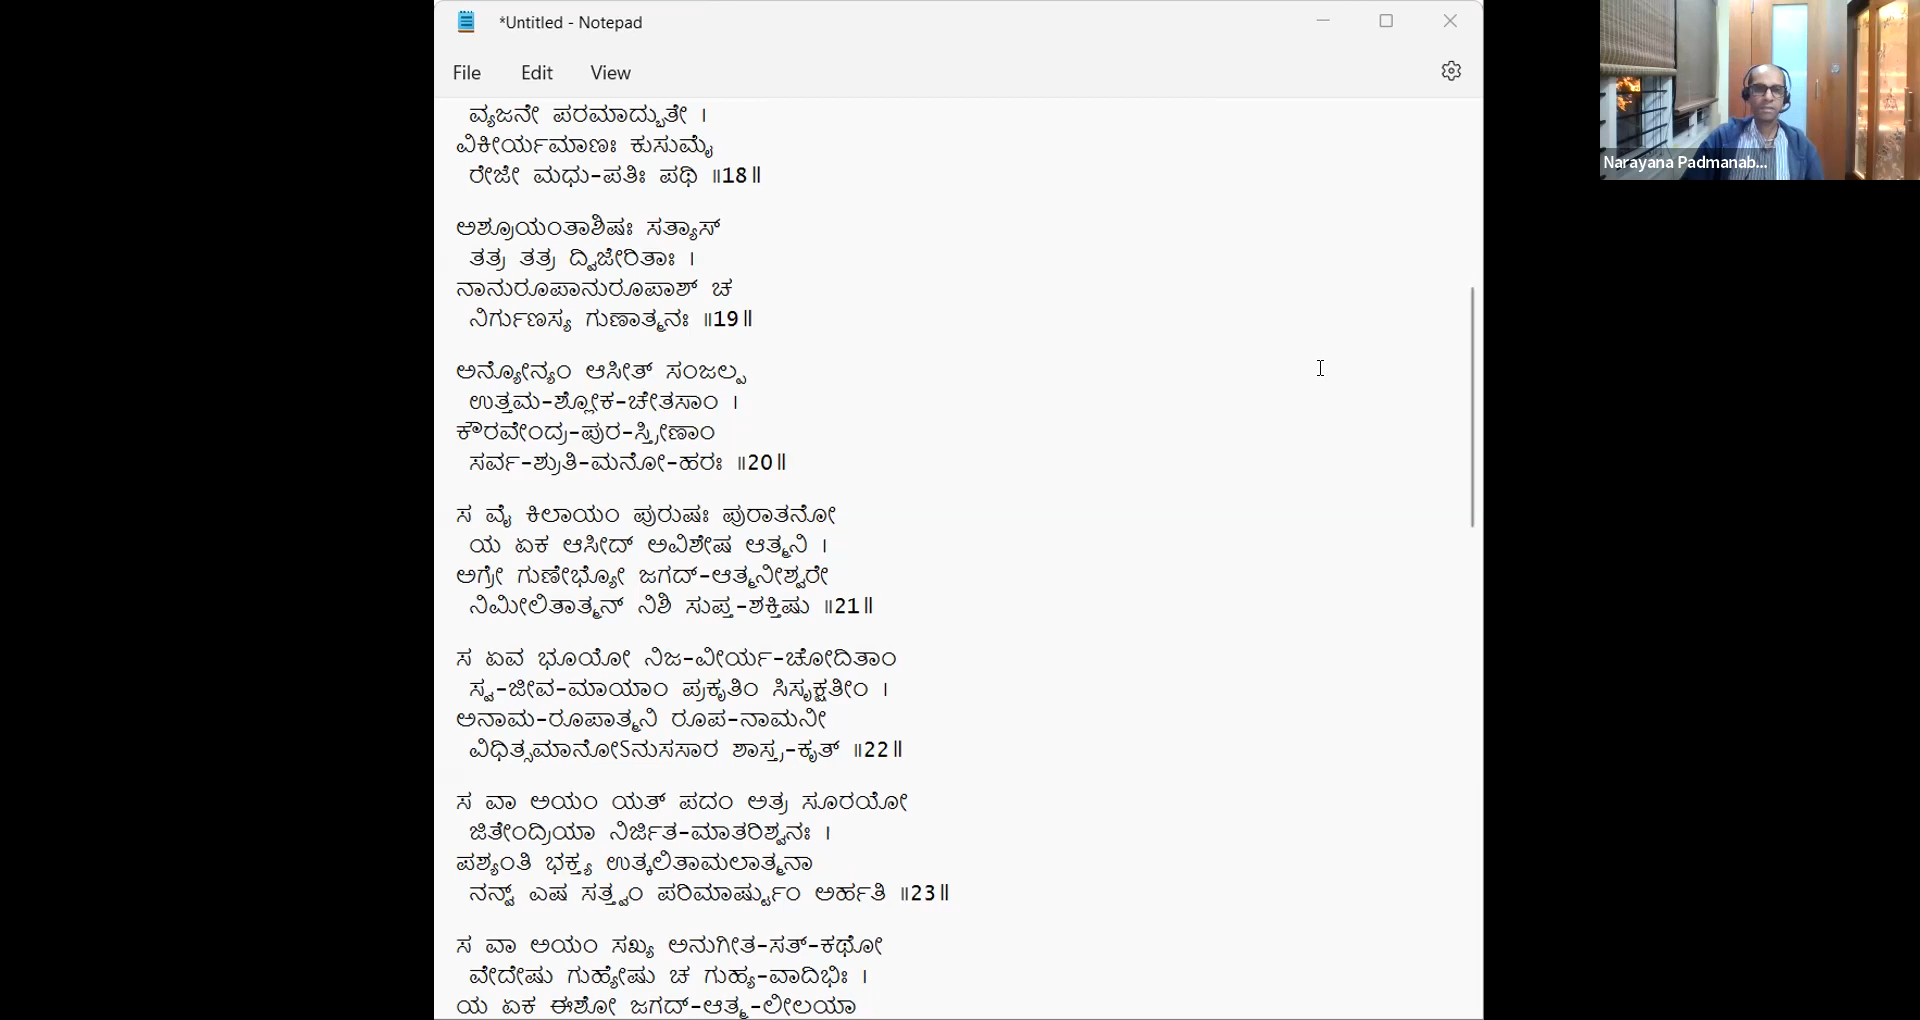 *Untitled - Notepad
File Edit View
Narayana Padmanab...
ವ್ಯಜನೇ ಪರಮಾದ್ಭುತೇ ।
ವಿಕೀರ್ಯಮಾಣಃ ಕುಸುಮೈ
ರೇಜೇ ಮಧು-ಪತಿಃ ಪಥಿ ॥18॥
ಅಶ್ರೂಯಂತಾಶಿಷಃ ಸತ್ಯಾಸ್
ತತ್ರ ತತ್ರ ದ್ವಿಜೇರಿತಾಃ ।
ನಾನುರೂಪಾನುರೂಪಾಶ್ ಚ
ನಿರ್ಗುಣಸ್ಯ ಗುಣಾತ್ಮನಃ ॥19॥
ಅನ್ಯೋನ್ಯಂ ಆಸೀತ್ ಸಂಜಲ್ಪ
ಉತ್ತಮ-ಶ್ಲೋಕ-ಚೇತಸಾಂ ।
ಕೌರವೇಂದ್ರ-ಪುರ-ಸ್ತ್ರೀಣಾಂ
ಸರ್ವ-ಶ್ರುತಿ-ಮನೋ-ಹರಃ ॥20॥
ಸ ವೈ ಕಿಲಾಯಂ ಪುರುಷಃ ಪುರಾತನೋ
ಯ ಏಕ ಆಸೀದ್ ಅವಿಶೇಷ ಆತ್ಮನಿ ।
ಅಗ್ರೇ ಗುಣೇಭ್ಯೋ ಜಗದ್-ಆತ್ಮನೀಶ್ವರೇ
ನಿಮೀಲಿತಾತ್ಮನ್ ನಿಶಿ ಸುಪ್ತ-ಶಕ್ತಿಷು ॥21॥
ಸ ಏವ ಭೂಯೋ ನಿಜ-ವೀರ್ಯ-ಚೋದಿತಾಂ
ಸ್ವ-ಜೀವ-ಮಾಯಾಂ ಪ್ರಕೃತಿಂ ಸಿಸೃಕ್ಷತೀಂ ।
ಅನಾಮ-ರೂಪಾತ್ಮನಿ ರೂಪ-ನಾಮನೀ
ವಿಧಿತ್ಸಮಾನೋಽನುಸಸಾರ ಶಾಸ್ತ್ರ-ಕೃತ್ ॥22॥
ಸ ವಾ ಅಯಂ ಯತ್ ಪದಂ ಅತ್ರ ಸೂರಯೋ
ಜಿತೇಂದ್ರಿಯಾ ನಿರ್ಜಿತ-ಮಾತರಿಶ್ವನಃ ।
ಪಶ್ಯಂತಿ ಭಕ್ತ್ಯ ಉತ್ಕಲಿತಾಮಲಾತ್ಮನಾ
ನನ್ವ್ ಎಷ ಸತ್ತ್ವಂ ಪರಿಮಾರ್ಷ್ಟುಂ ಅರ್ಹತಿ ॥23॥
ಸ ವಾ ಅಯಂ ಸಖ್ಯ ಅನುಗೀತ-ಸತ್-ಕಥೋ
ವೇದೇಷು ಗುಹ್ಯೇಷು ಚ ಗುಹ್ಯ-ವಾದಿಭಿಃ ।
ಯ ಏಕ ಈಶೋ ಜಗದ್-ಆತ್ಮ-ಲೀಲಯಾ